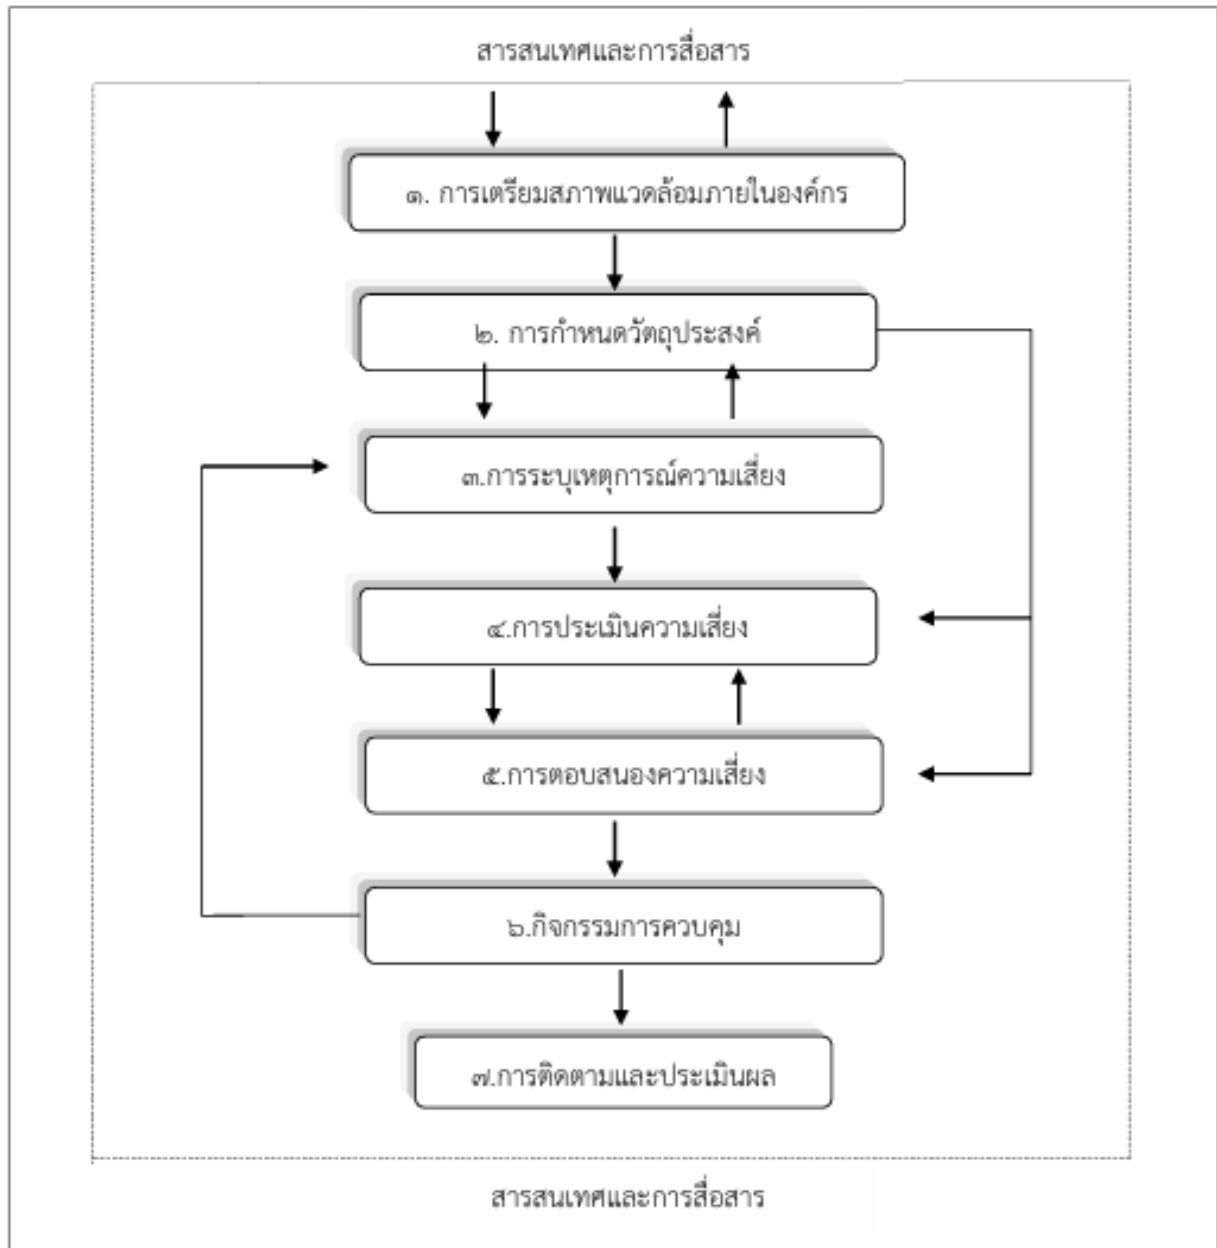 สารสนเทศและการสื่อสาร
๑. การเตรียมสภาพแวดล้อมภายในองค์กร
๒. การกำหนดวัตถุประสงค์
๓.การระบุเหตุการณ์ความเสี่ยง
๔.การประเมินความเสี่ยง
๕.การตอบสนองความเสี่ยง
๖.กิจกรรมการควบคุม
๗.การติดตามและประเมินผล
สารสนเทศและการสื่อสาร